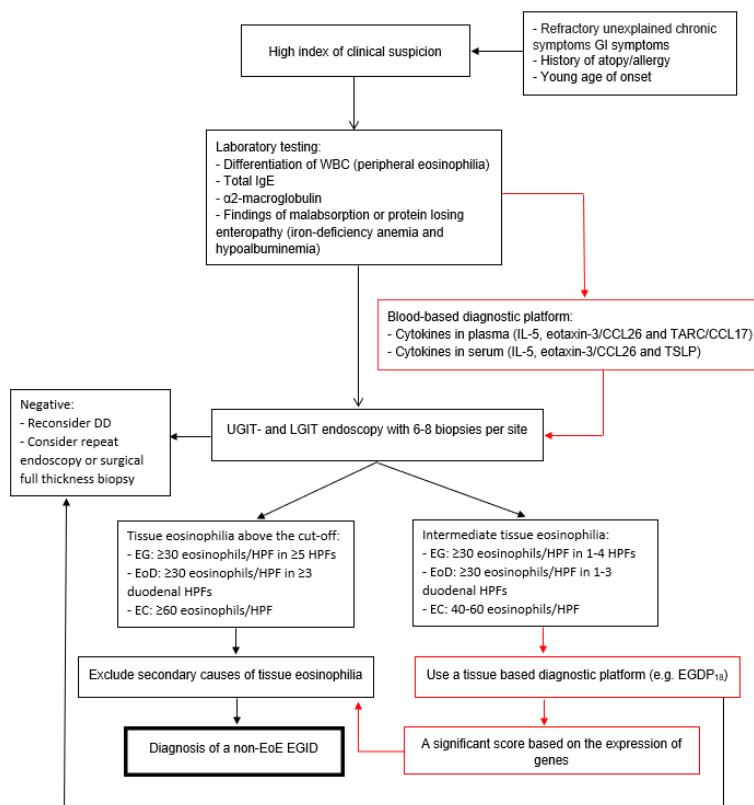 High index of clinical suspicion
- Refractory unexplained chronic
symptoms GI symptoms
- History of atopy/allergy
- Young age of onset
Laboratory testing:
- Differentiation of WBC (peripheral eosinophilia)
- Total IgE
- α2-macroglobulin
- Findings of malabsorption or protein losing
enteropathy (iron-deficiency anemia and
hypoalbuminemia)
Blood-based diagnostic platform:
- Cytokines in plasma (IL-5, eotaxin-3/CCL26 and TARC/CCL17)
- Cytokines in serum (IL-5, eotaxin-3/CCL26 and TSLP)
Negative:
- Reconsider DD
- Consider repeat
endoscopy or surgical
full thickness biopsy
UGIT- and LGIT endoscopy with 6-8 biopsies per site
Tissue eosinophilia above the cut-off:
- EG: ≥30 eosinophils/HPF in ≥5 HPFs
- EoD: ≥30 eosinophils/HPF in ≥3
duodenal HPFs
- EC: ≥60 eosinophils/HPF
Intermediate tissue eosinophilia:
- EG: ≥30 eosinophils/HPF in 1-4 HPFs
- EoD: ≥30 eosinophils/HPF in 1-3
duodenal HPFs
- EC: 40-60 eosinophils/HPF
Exclude secondary causes of tissue eosinophilia
Use a tissue based diagnostic platform (e.g. EGDP₁₈)
Diagnosis of a non-EoE EGID
A significant score based on the expression of
genes